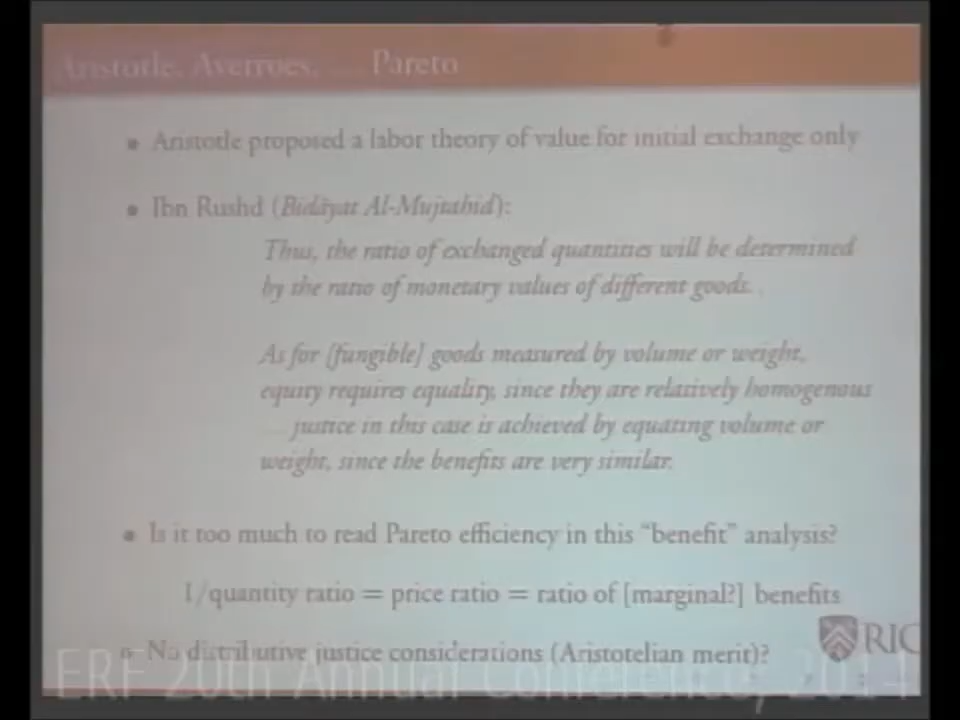 Aristotle, Averroes, ... Pareto
Aristotle proposed a labor theory of value for initial exchange only
Ibn Rushd (Bidāyat Al-Mujtahid):
Thus, the ratio of exchanged quantities will be determined
by the ratio of monetary values of different goods. .
As for [fungible] goods measured by volume or weight,
equity requires equality, since they are relatively homogenous
... justice in this case is achieved by equating volume or
weight, since the benefits are very similar.
Is it too much to read Pareto efficiency in this “benefit” analysis?
1/quantity ratio = price ratio = ratio of [marginal?] benefits
RIC
No distributive justice considerations (Aristotelian merit)?
ERF 20th Annual Conference, 2014